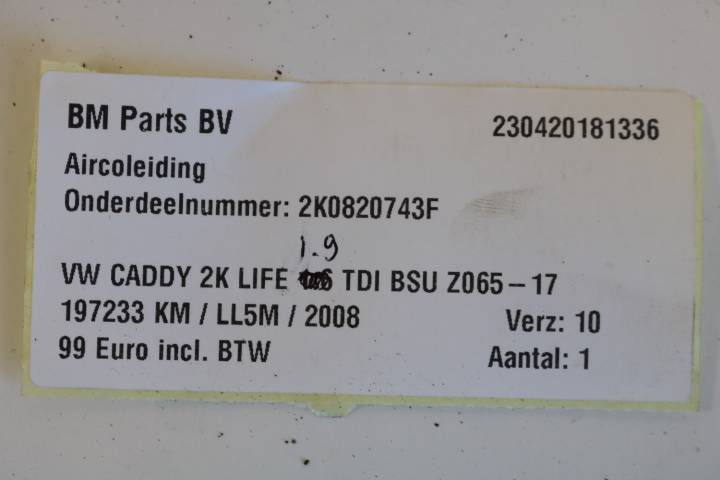 BM Parts BV 230420181336
Aircoleiding
Onderdeelnummer: 2K0820743F
1.9
VW CADDY 2K LIFE TDI BSU Z065-17
197233 KM / LL5M / 2008 Verz: 10
99 Euro incl. BTW Aantal: 1